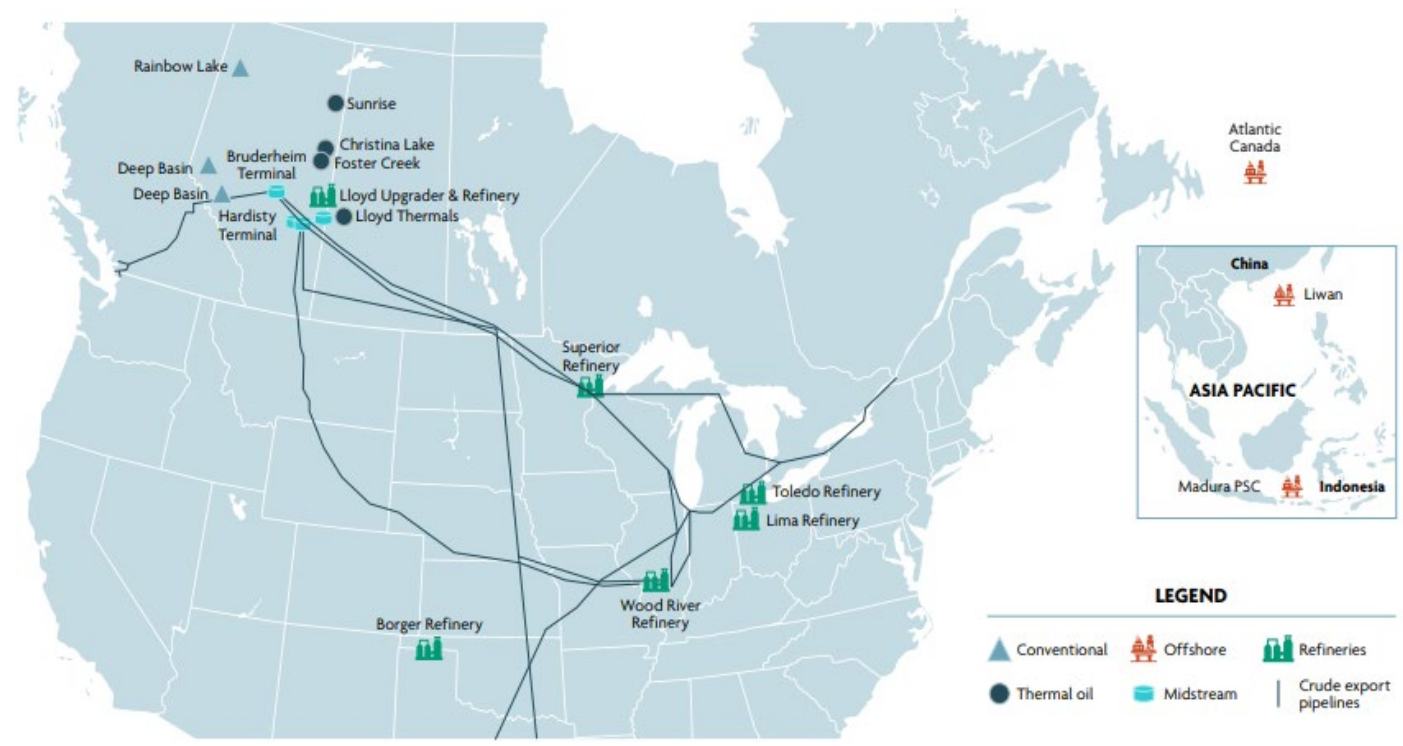 Rainbow Lake
Sunrise
Christina Lake
Foster Creek
Deep Basin
Bruderheim
Terminal
Deep Basin
Lloyd Upgrader & Refinery
Hardisty
Terminal
Lloyd Thermals
Atlantic
Canada
China
Liwan
ASIA PACIFIC
Madura PSC
Indonesia
Superior
Refinery
Toledo Refinery
Lima Refinery
Wood River
Refinery
Borger Refinery
LEGEND
Conventional
Offshore
Refineries
Thermal oil
Midstream
Crude export
pipelines